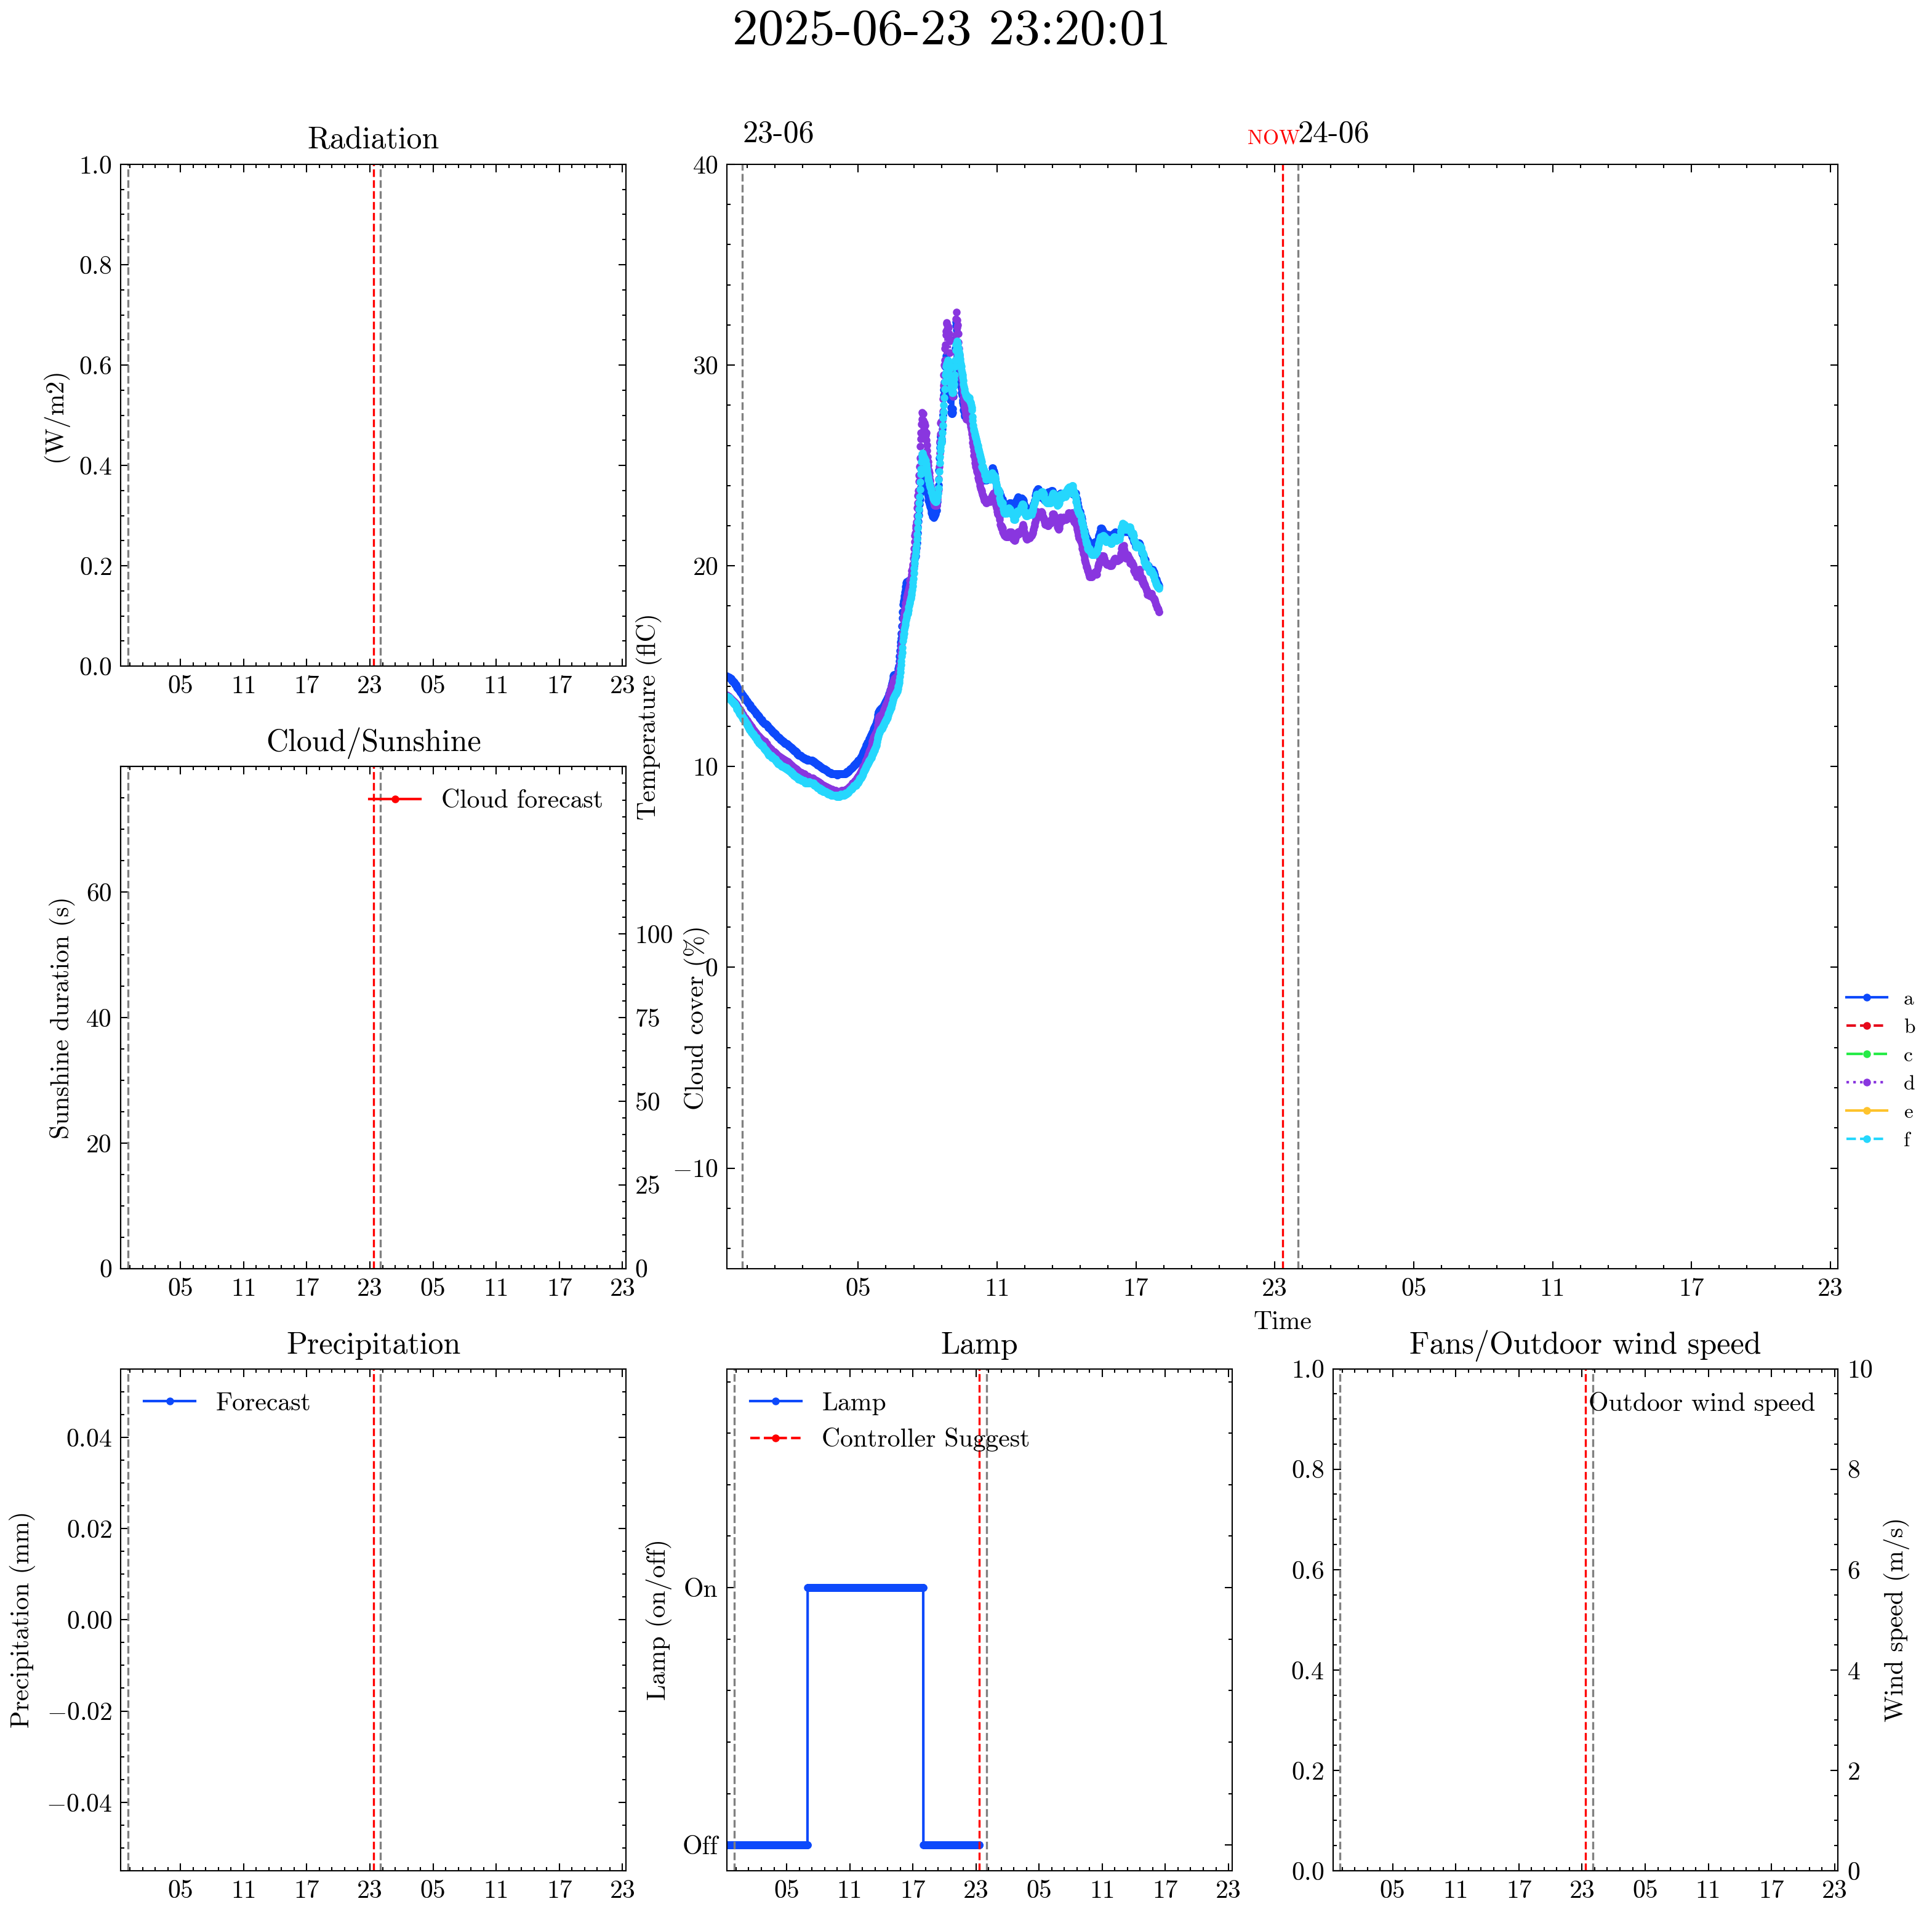 2025-06-23 23:20:01
Radiation
1.0
0.8
0.6
0.4
0.2
0.0
(W/m2)
05 11 17 23 05 11 17 23
23-06 NOW 24-06
40
30
20
10
0
−10
Temperature (flC)
05 11 17 23 05 11 17 23
Time
a
b
c
d
e
f
Cloud/Sunshine
Cloud forecast
60
40
20
0
Sunshine duration (s)
100
75
50
25
0
Cloud cover (%)
05 11 17 23 05 11 17 23
Precipitation
Forecast
0.04
0.02
0.00
−0.02
−0.04
Precipitation (mm)
05 11 17 23 05 11 17 23
Lamp
Lamp
Controller Suggest
On
Off
Lamp (on/off)
05 11 17 23 05 11 17 23
Fans/Outdoor wind speed
Outdoor wind speed
1.0
0.8
0.6
0.4
0.2
0.0
10
8
6
4
2
0
Wind speed (m/s)
05 11 17 23 05 11 17 23